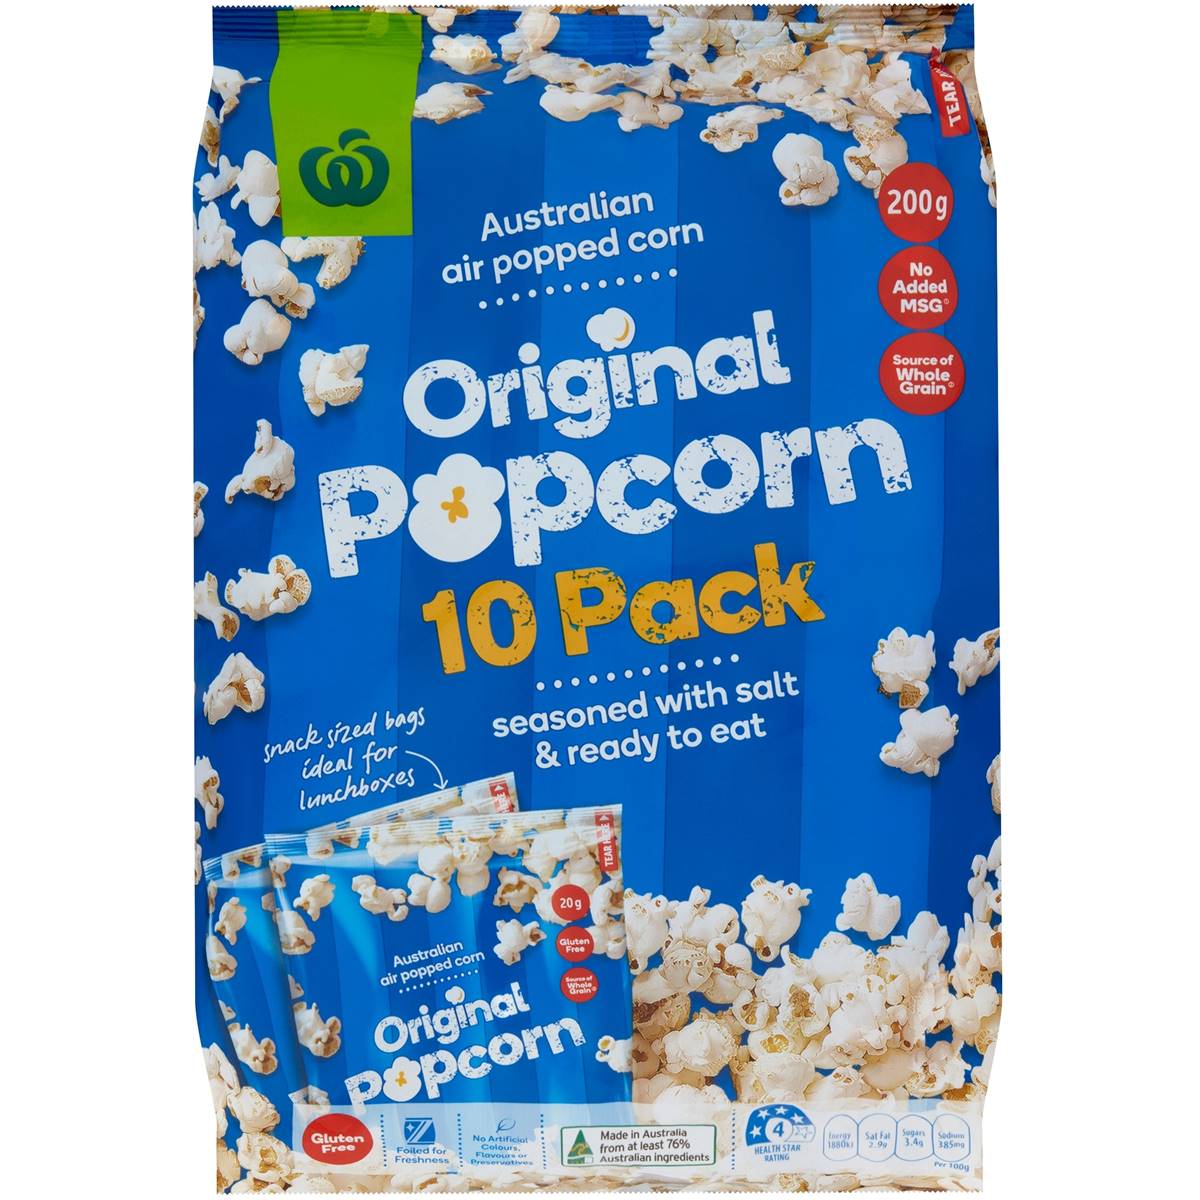 TEAR
200g
No
Added
MSG
Source of
Whole
Grain
Australian
air popped corn
Original
Popcorn
10 Pack
seasoned with salt
& ready to eat
snack sized bags
ideal for
lunchboxes
TEAR HERE
20g
Gluten
Free
Source of
Whole
Grain
Australian
air popped corn
Original
Popcorn
Gluten
Free
Foiled for
Freshness
No Artificial
Colours,
Flavours or
Preservatives
Made in Australia
from at least 76%
Australian ingredients
4
HEALTH STAR
RATING
Energy
1880kJ
Sat Fat
2.9g
Sugars
3.4g
Sodium
385mg
Per 100g